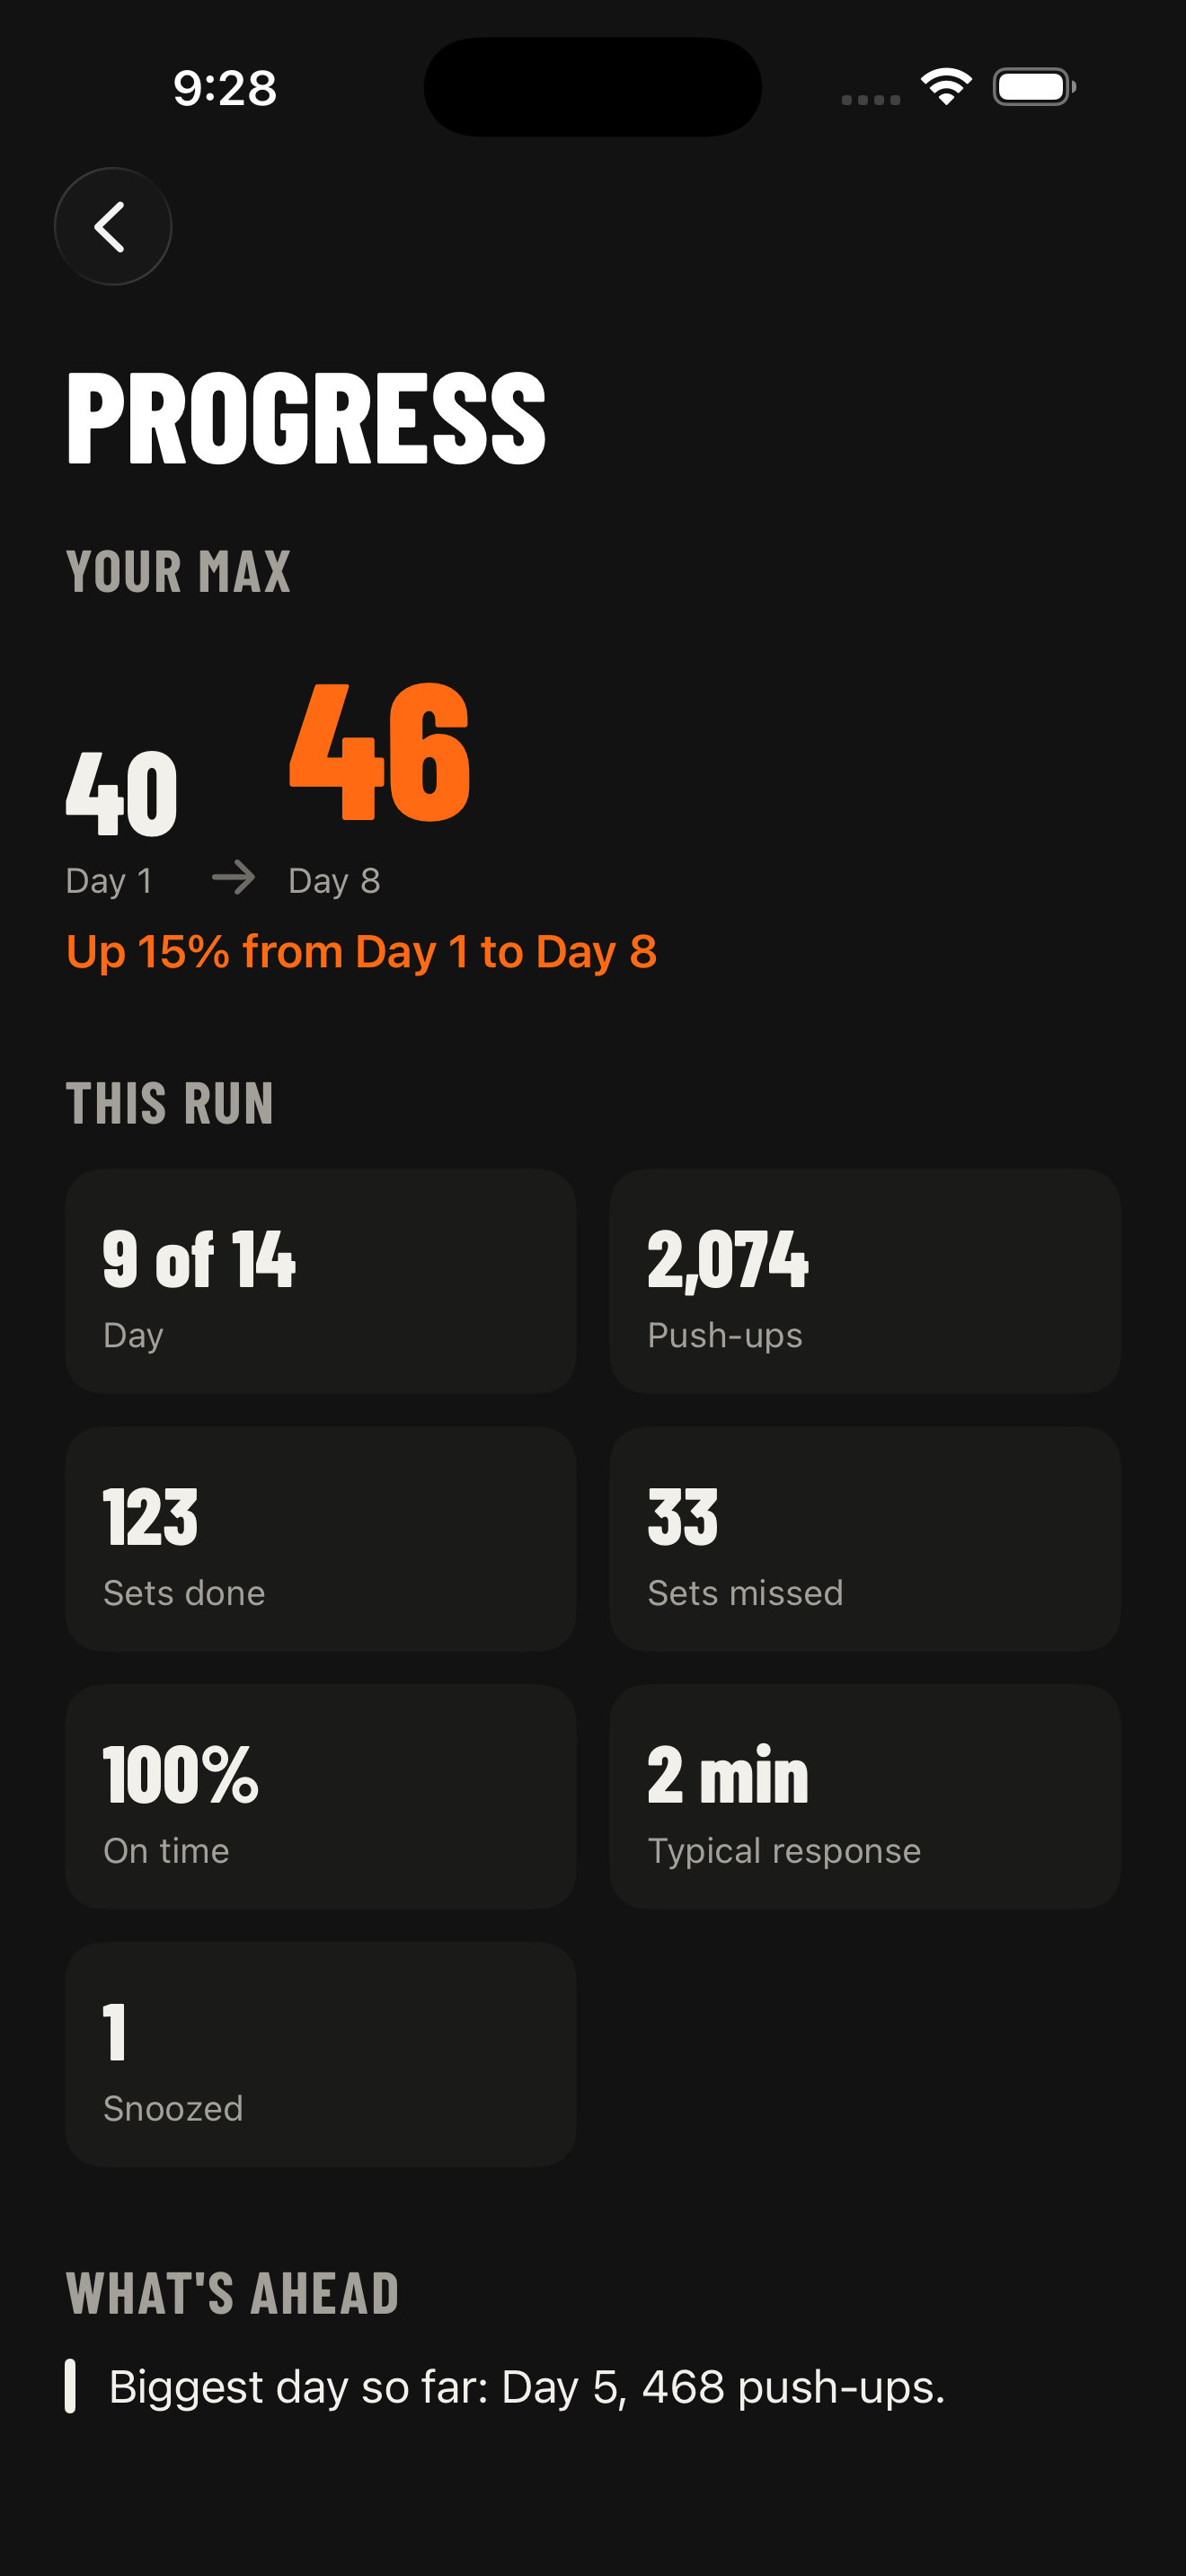 9:28
PROGRESS
YOUR MAX
40
46
Day 1
Day 8
Up 15% from Day 1 to Day 8
THIS RUN
9 of 14
Day
2,074
Push-ups
123
Sets done
33
Sets missed
100%
On time
2 min
Typical response
1
Snoozed
WHAT'S AHEAD
Biggest day so far: Day 5, 468 push-ups.